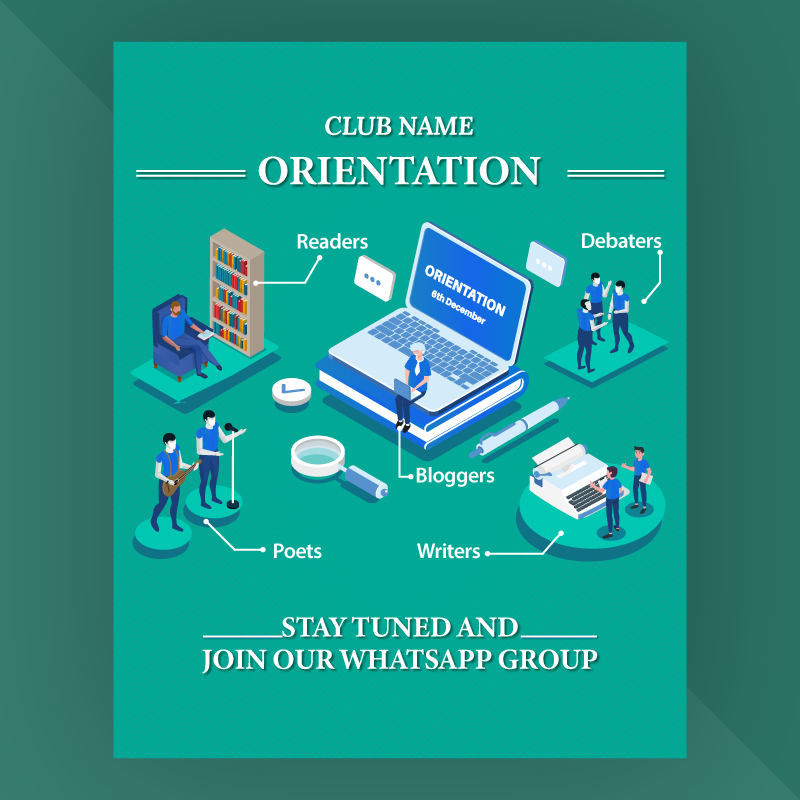 CLUB NAME
ORIENTATION
Readers
Debaters
ORIENTATION
6th December
Bloggers
Poets
Writers
STAY TUNED AND
JOIN OUR WHATSAPP GROUP